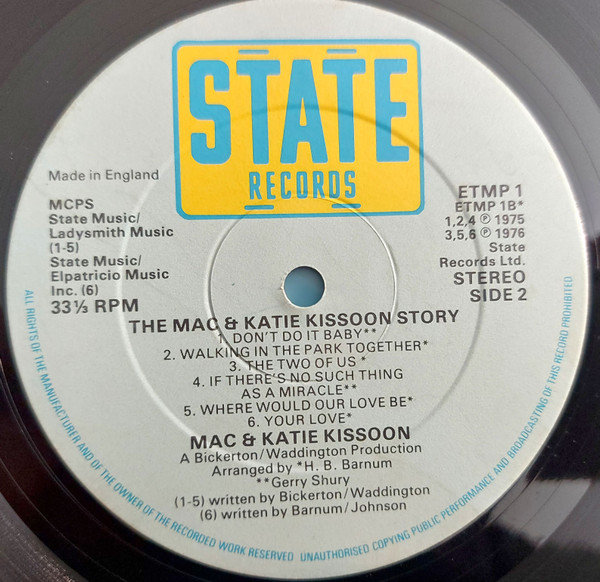 STATE
RECORDS
Made in England
MCPS
State Music/
Ladysmith Music
(1-5)
State Music/
Elpatricio Music
Inc. (6)
33⅓ RPM
ETMP 1
ETMP 1B*
1,2,4 ℗ 1975
3,5,6 ℗ 1976
State
Records Ltd.
STEREO
SIDE 2
THE MAC & KATIE KISSOON STORY
1. DON'T DO IT BABY**
2. WALKING IN THE PARK TOGETHER*
3. THE TWO OF US *
4. IF THERE'S NO SUCH THING
AS A MIRACLE**
5. WHERE WOULD OUR LOVE BE*
6. YOUR LOVE*
MAC & KATIE KISSOON
A Bickerton/Waddington Production
Arranged by *H. B. Barnum
**Gerry Shury
(1-5) written by Bickerton/Waddington
(6) written by Barnum/Johnson
ALL RIGHTS OF THE MANUFACTURER AND OF THE OWNER OF THE RECORDED WORK RESERVED UNAUTHORISED COPYING PUBLIC PERFORMANCE AND BROADCASTING OF THIS RECORD PROHIBITED